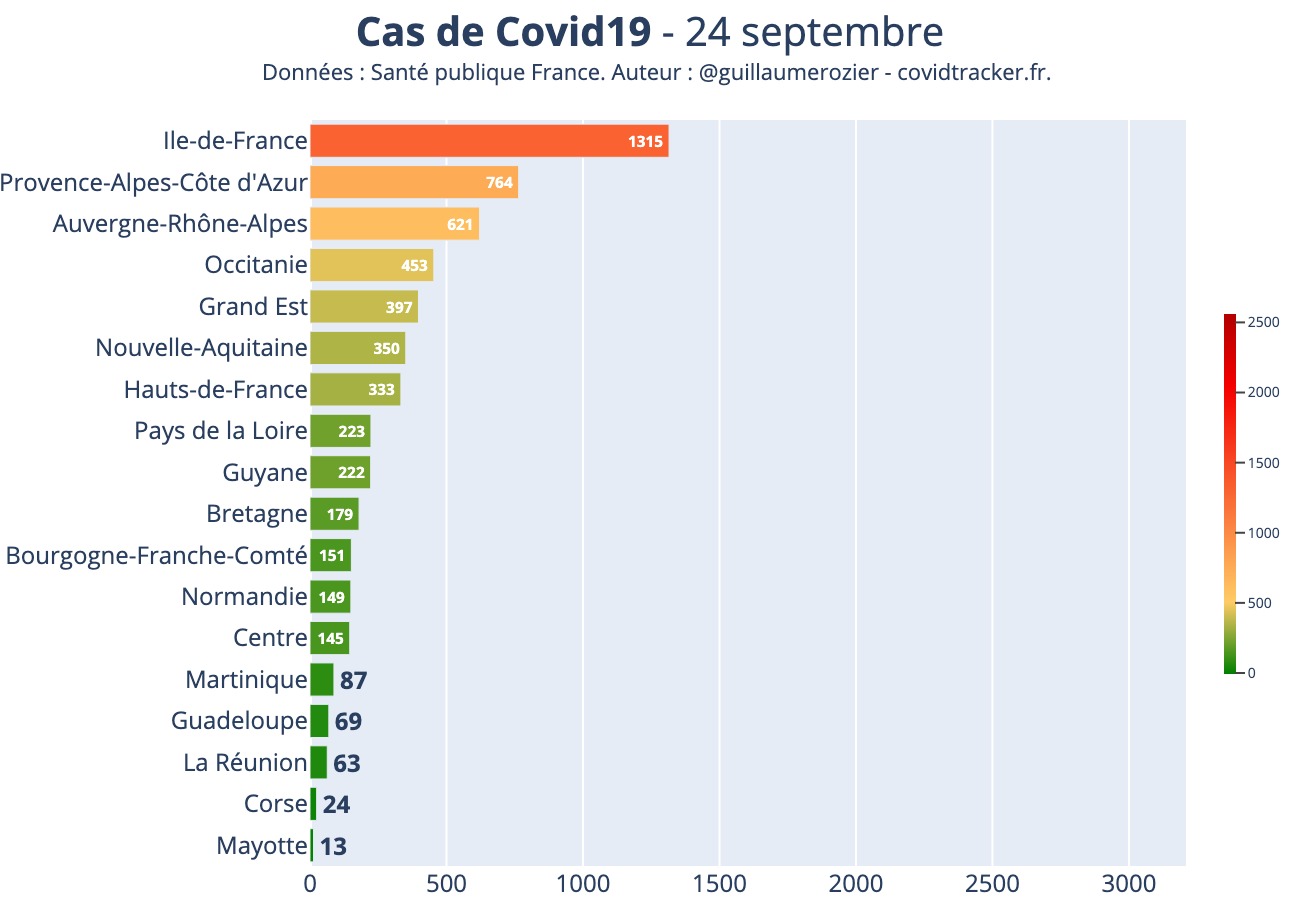 Cas de Covid19 - 24 septembre
Données : Santé publique France. Auteur : @guillaumerozier - covidtracker.fr.
Ile-de-France 1315
Provence-Alpes-Côte d'Azur 764
Auvergne-Rhône-Alpes 621
Occitanie 453
Grand Est 397
Nouvelle-Aquitaine 350
Hauts-de-France 333
Pays de la Loire 223
Guyane 222
Bretagne 179
Bourgogne-Franche-Comté 151
Normandie 149
Centre 145
Martinique 87
Guadeloupe 69
La Réunion 63
Corse 24
Mayotte 13
0 500 1000 1500 2000 2500 3000
2500
2000
1500
1000
500
0